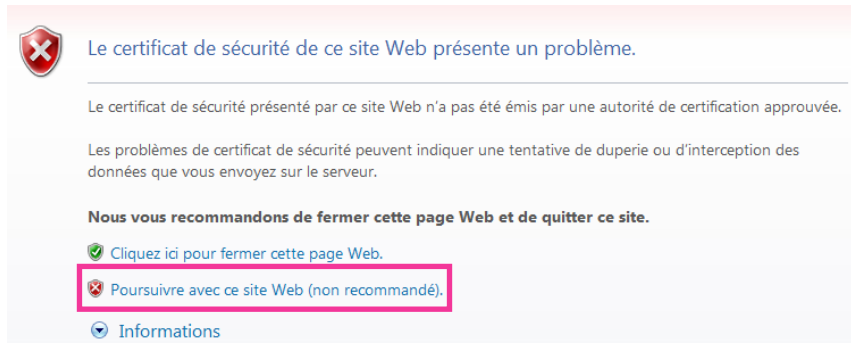 Le certificat de sécurité de ce site Web présente un problème.
Le certificat de sécurité présenté par ce site Web n'a pas été émis par une autorité de certification approuvée.
Les problèmes de certificat de sécurité peuvent indiquer une tentative de duperie ou d'interception des
données que vous envoyez sur le serveur.
Nous vous recommandons de fermer cette page Web et de quitter ce site.
Cliquez ici pour fermer cette page Web.
Poursuivre avec ce site Web (non recommandé).
Informations